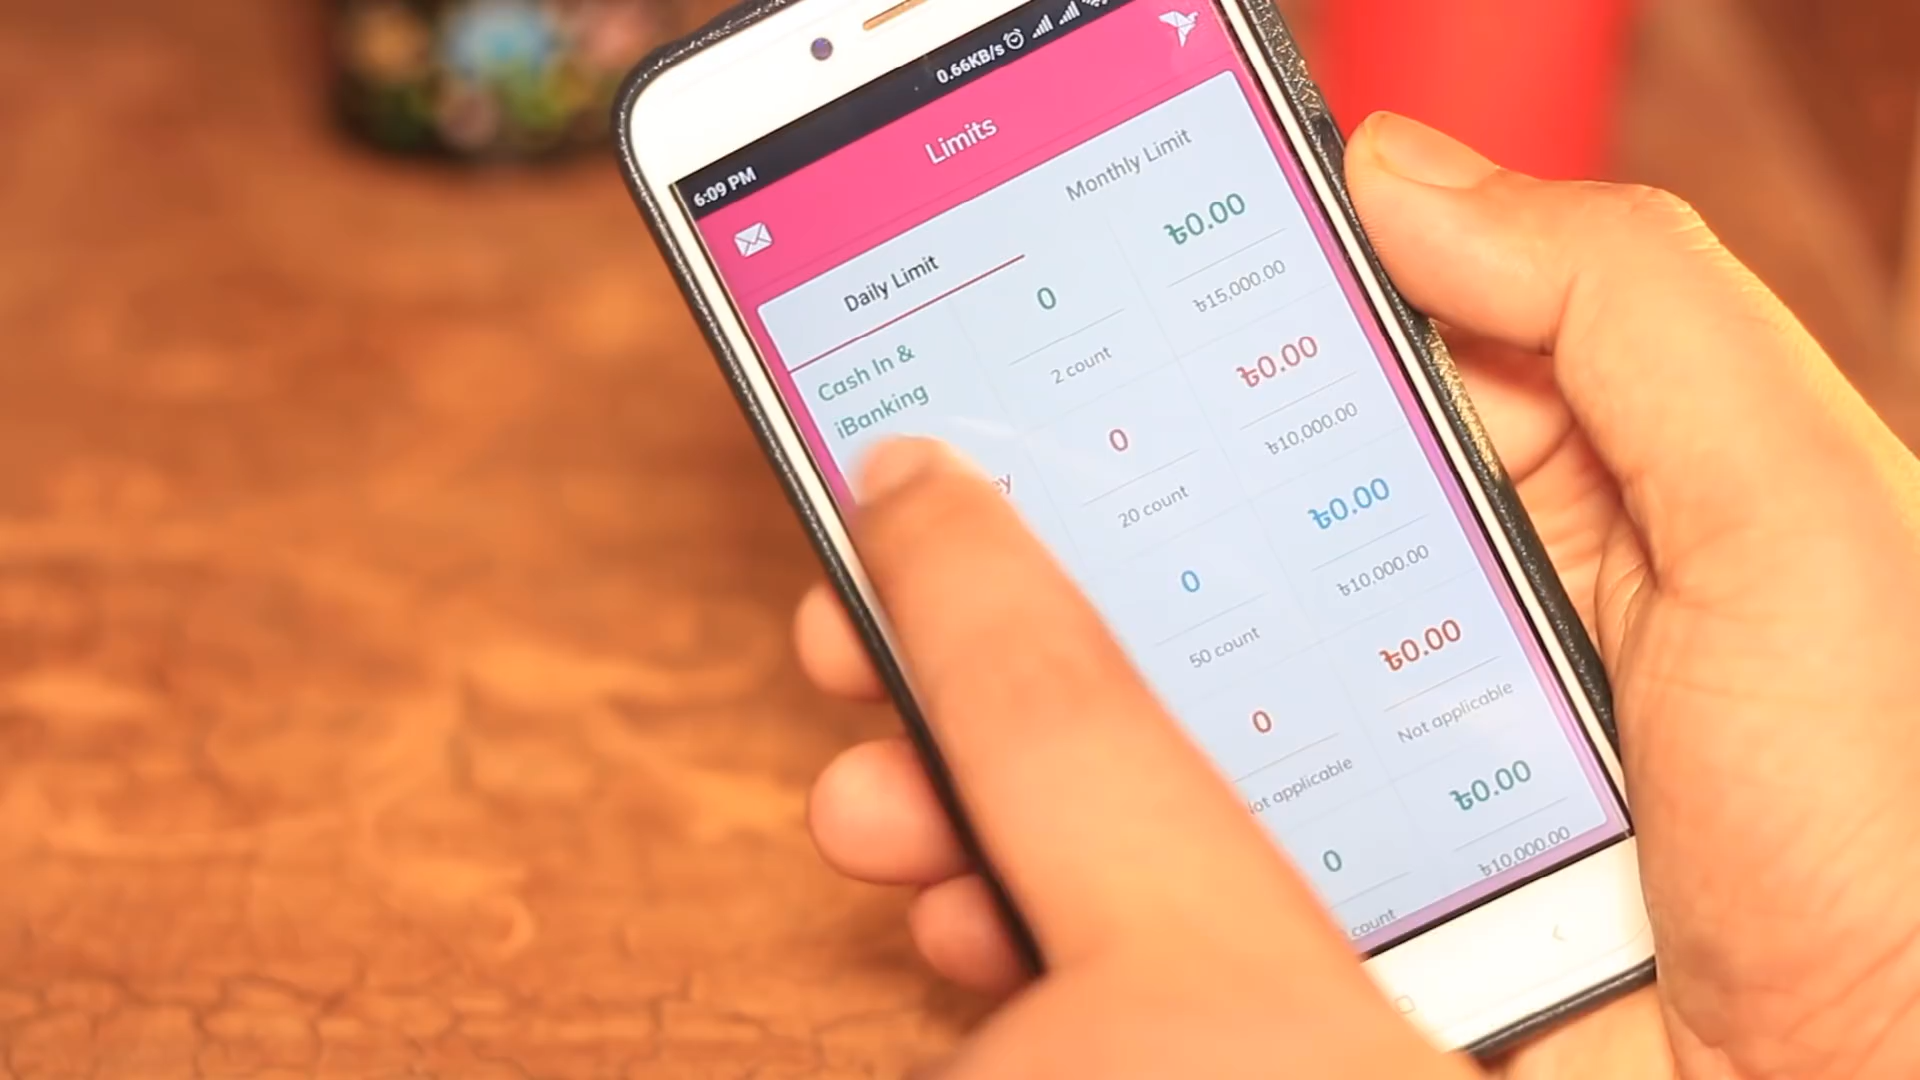 0.66KB/s
6:09 PM
Limits
Daily Limit
Monthly Limit
Cash In &
iBanking
0
৳0.00
2 count
৳15,000.00
0
৳0.00
20 count
৳10,000.00
0
৳0.00
50 count
৳10,000.00
0
৳0.00
applicable
Not applicable
0
৳0.00
count
৳10,000.00